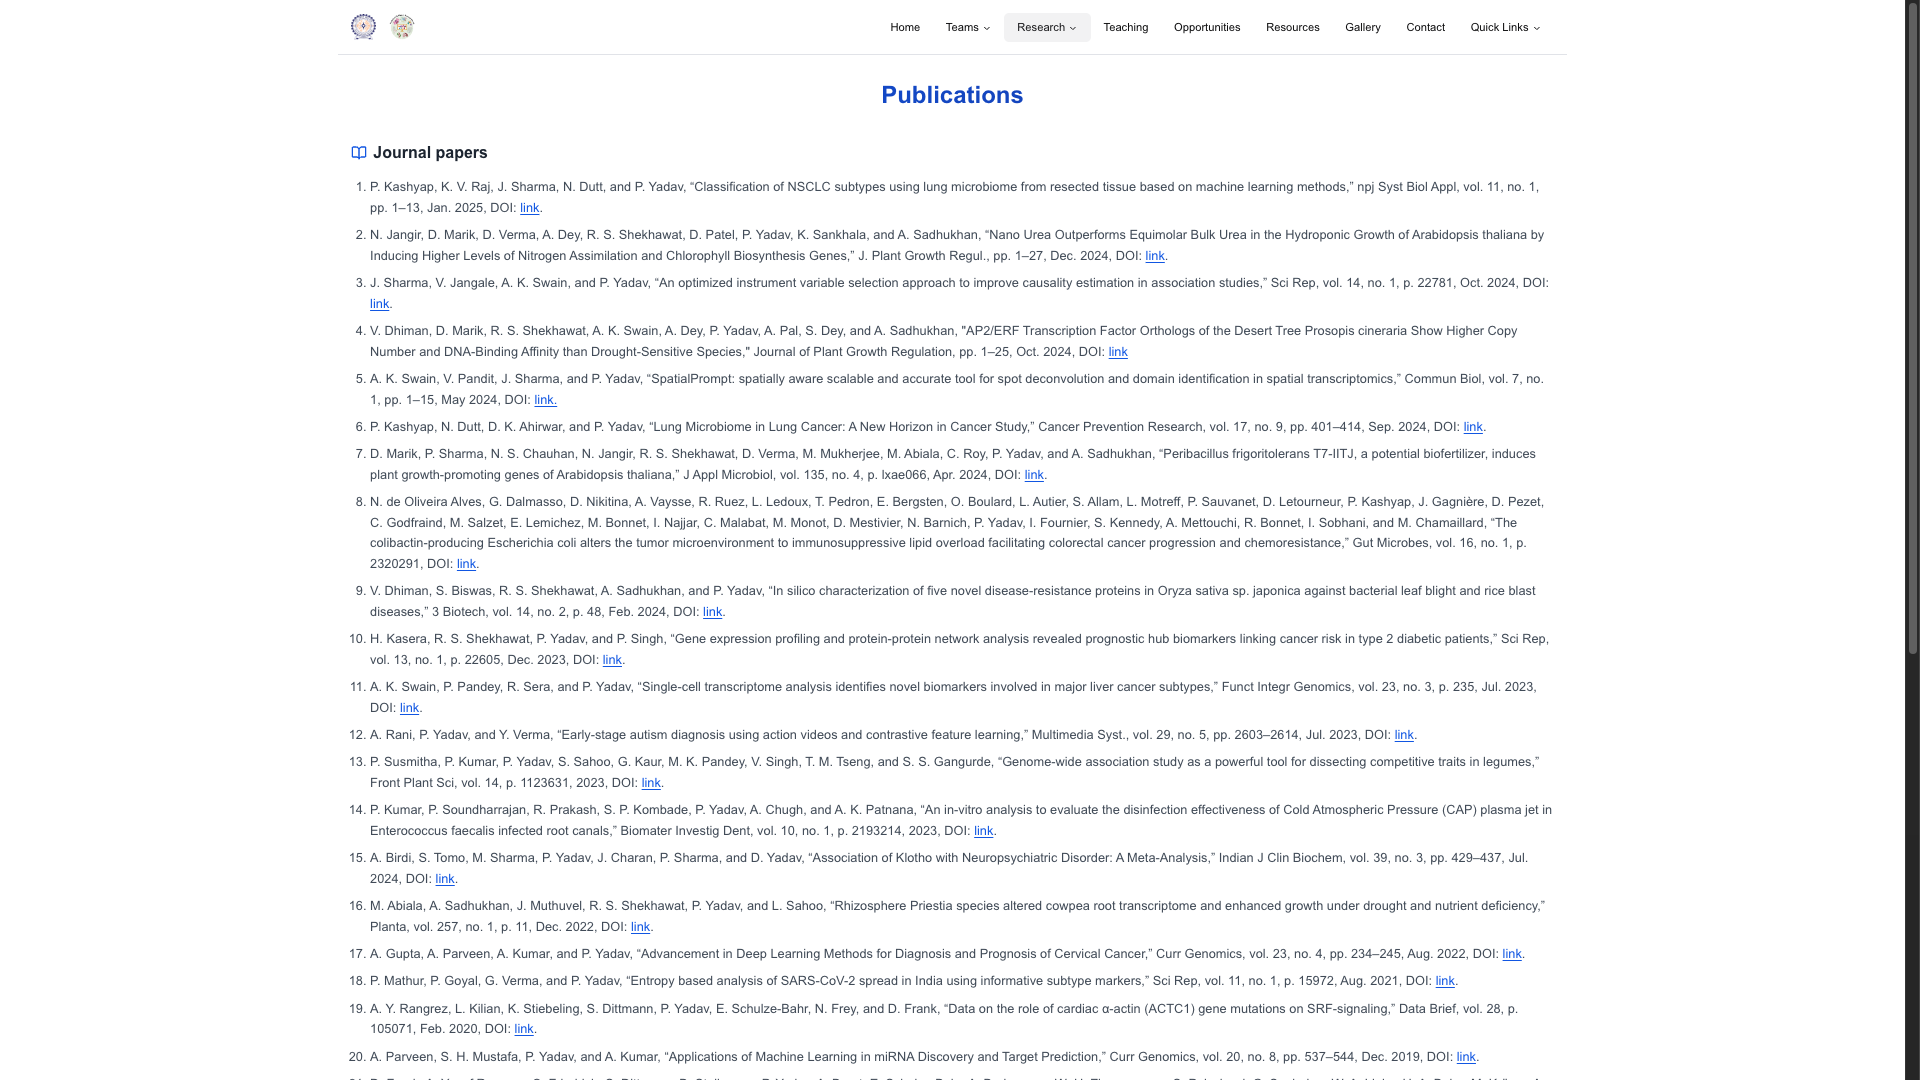 Home Teams Research Teaching Opportunities Resources Gallery Contact Quick Links
Publications
Journal papers
1. P. Kashyap, K. V. Raj, J. Sharma, N. Dutt, and P. Yadav, “Classification of NSCLC subtypes using lung microbiome from resected tissue based on machine learning methods,” npj Syst Biol Appl, vol. 11, no. 1,
pp. 1–13, Jan. 2025, DOI: link.
2. N. Jangir, D. Marik, D. Verma, A. Dey, R. S. Shekhawat, D. Patel, P. Yadav, K. Sankhala, and A. Sadhukhan, “Nano Urea Outperforms Equimolar Bulk Urea in the Hydroponic Growth of Arabidopsis thaliana by
Inducing Higher Levels of Nitrogen Assimilation and Chlorophyll Biosynthesis Genes,” J. Plant Growth Regul., pp. 1–27, Dec. 2024, DOI: link.
3. J. Sharma, V. Jangale, A. K. Swain, and P. Yadav, “An optimized instrument variable selection approach to improve causality estimation in association studies,” Sci Rep, vol. 14, no. 1, p. 22781, Oct. 2024, DOI:
link.
4. V. Dhiman, D. Marik, R. S. Shekhawat, A. K. Swain, A. Dey, P. Yadav, A. Pal, S. Dey, and A. Sadhukhan, "AP2/ERF Transcription Factor Orthologs of the Desert Tree Prosopis cineraria Show Higher Copy
Number and DNA-Binding Affinity than Drought-Sensitive Species," Journal of Plant Growth Regulation, pp. 1–25, Oct. 2024, DOI: link
5. A. K. Swain, V. Pandit, J. Sharma, and P. Yadav, “SpatialPrompt: spatially aware scalable and accurate tool for spot deconvolution and domain identification in spatial transcriptomics,” Commun Biol, vol. 7, no.
1, pp. 1–15, May 2024, DOI: link.
6. P. Kashyap, N. Dutt, D. K. Ahirwar, and P. Yadav, “Lung Microbiome in Lung Cancer: A New Horizon in Cancer Study,” Cancer Prevention Research, vol. 17, no. 9, pp. 401–414, Sep. 2024, DOI: link.
7. D. Marik, P. Sharma, N. S. Chauhan, N. Jangir, R. S. Shekhawat, D. Verma, M. Mukherjee, M. Abiala, C. Roy, P. Yadav, and A. Sadhukhan, “Peribacillus frigoritolerans T7-IITJ, a potential biofertilizer, induces
plant growth-promoting genes of Arabidopsis thaliana,” J Appl Microbiol, vol. 135, no. 4, p. lxae066, Apr. 2024, DOI: link.
8. N. de Oliveira Alves, G. Dalmasso, D. Nikitina, A. Vaysse, R. Ruez, L. Ledoux, T. Pedron, E. Bergsten, O. Boulard, L. Autier, S. Allam, L. Motreff, P. Sauvanet, D. Letourneur, P. Kashyap, J. Gagnière, D. Pezet,
C. Godfraind, M. Salzet, E. Lemichez, M. Bonnet, I. Najjar, C. Malabat, M. Monot, D. Mestivier, N. Barnich, P. Yadav, I. Fournier, S. Kennedy, A. Mettouchi, R. Bonnet, I. Sobhani, and M. Chamaillard, “The
colibactin-producing Escherichia coli alters the tumor microenvironment to immunosuppressive lipid overload facilitating colorectal cancer progression and chemoresistance,” Gut Microbes, vol. 16, no. 1, p.
2320291, DOI: link.
9. V. Dhiman, S. Biswas, R. S. Shekhawat, A. Sadhukhan, and P. Yadav, “In silico characterization of five novel disease-resistance proteins in Oryza sativa sp. japonica against bacterial leaf blight and rice blast
diseases,” 3 Biotech, vol. 14, no. 2, p. 48, Feb. 2024, DOI: link.
10. H. Kasera, R. S. Shekhawat, P. Yadav, and P. Singh, “Gene expression profiling and protein-protein network analysis revealed prognostic hub biomarkers linking cancer risk in type 2 diabetic patients,” Sci Rep,
vol. 13, no. 1, p. 22605, Dec. 2023, DOI: link.
11. A. K. Swain, P. Pandey, R. Sera, and P. Yadav, “Single-cell transcriptome analysis identifies novel biomarkers involved in major liver cancer subtypes,” Funct Integr Genomics, vol. 23, no. 3, p. 235, Jul. 2023,
DOI: link.
12. A. Rani, P. Yadav, and Y. Verma, “Early-stage autism diagnosis using action videos and contrastive feature learning,” Multimedia Syst., vol. 29, no. 5, pp. 2603–2614, Jul. 2023, DOI: link.
13. P. Susmitha, P. Kumar, P. Yadav, S. Sahoo, G. Kaur, M. K. Pandey, V. Singh, T. M. Tseng, and S. S. Gangurde, “Genome-wide association study as a powerful tool for dissecting competitive traits in legumes,”
Front Plant Sci, vol. 14, p. 1123631, 2023, DOI: link.
14. P. Kumar, P. Soundharrajan, R. Prakash, S. P. Kombade, P. Yadav, A. Chugh, and A. K. Patnana, “An in-vitro analysis to evaluate the disinfection effectiveness of Cold Atmospheric Pressure (CAP) plasma jet in
Enterococcus faecalis infected root canals,” Biomater Investig Dent, vol. 10, no. 1, p. 2193214, 2023, DOI: link.
15. A. Birdi, S. Tomo, M. Sharma, P. Yadav, J. Charan, P. Sharma, and D. Yadav, “Association of Klotho with Neuropsychiatric Disorder: A Meta-Analysis,” Indian J Clin Biochem, vol. 39, no. 3, pp. 429–437, Jul.
2024, DOI: link.
16. M. Abiala, A. Sadhukhan, J. Muthuvel, R. S. Shekhawat, P. Yadav, and L. Sahoo, “Rhizosphere Priestia species altered cowpea root transcriptome and enhanced growth under drought and nutrient deficiency,”
Planta, vol. 257, no. 1, p. 11, Dec. 2022, DOI: link.
17. A. Gupta, A. Parveen, A. Kumar, and P. Yadav, “Advancement in Deep Learning Methods for Diagnosis and Prognosis of Cervical Cancer,” Curr Genomics, vol. 23, no. 4, pp. 234–245, Aug. 2022, DOI: link.
18. P. Mathur, P. Goyal, G. Verma, and P. Yadav, “Entropy based analysis of SARS-CoV-2 spread in India using informative subtype markers,” Sci Rep, vol. 11, no. 1, p. 15972, Aug. 2021, DOI: link.
19. A. Y. Rangrez, L. Kilian, K. Stiebeling, S. Dittmann, P. Yadav, E. Schulze-Bahr, N. Frey, and D. Frank, “Data on the role of cardiac α-actin (ACTC1) gene mutations on SRF-signaling,” Data Brief, vol. 28, p.
105071, Feb. 2020, DOI: link.
20. A. Parveen, S. H. Mustafa, P. Yadav, and A. Kumar, “Applications of Machine Learning in miRNA Discovery and Target Prediction,” Curr Genomics, vol. 20, no. 8, pp. 537–544, Dec. 2019, DOI: link.